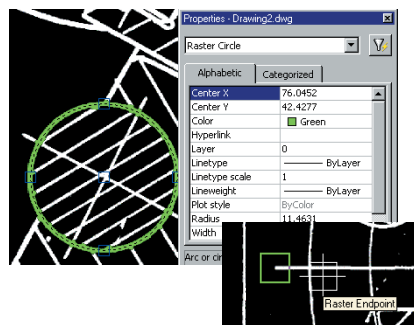 Properties - Drawing2.dwg
Raster Circle
Alphabetic Categorized
Center X 76.0452
Center Y 42.4277
Color Green
Hyperlink
Layer 0
Linetype ByLayer
Linetype scale 1
Lineweight ByLayer
Plot style ByColor
Radius 11.4631
Width
Arc or cir
Raster Endpoint